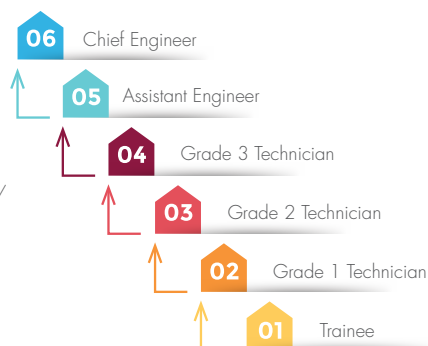 06 Chief Engineer
05 Assistant Engineer
04 Grade 3 Technician
03 Grade 2 Technician
02 Grade 1 Technician
01 Trainee